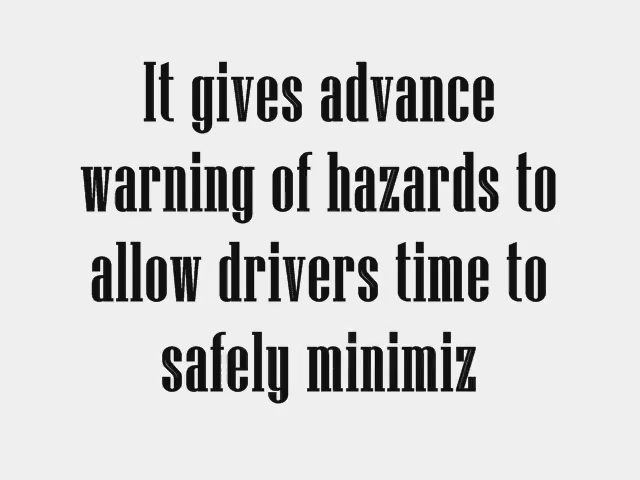 It gives advance
warning of hazards to
allow drivers time to
safely minimiz